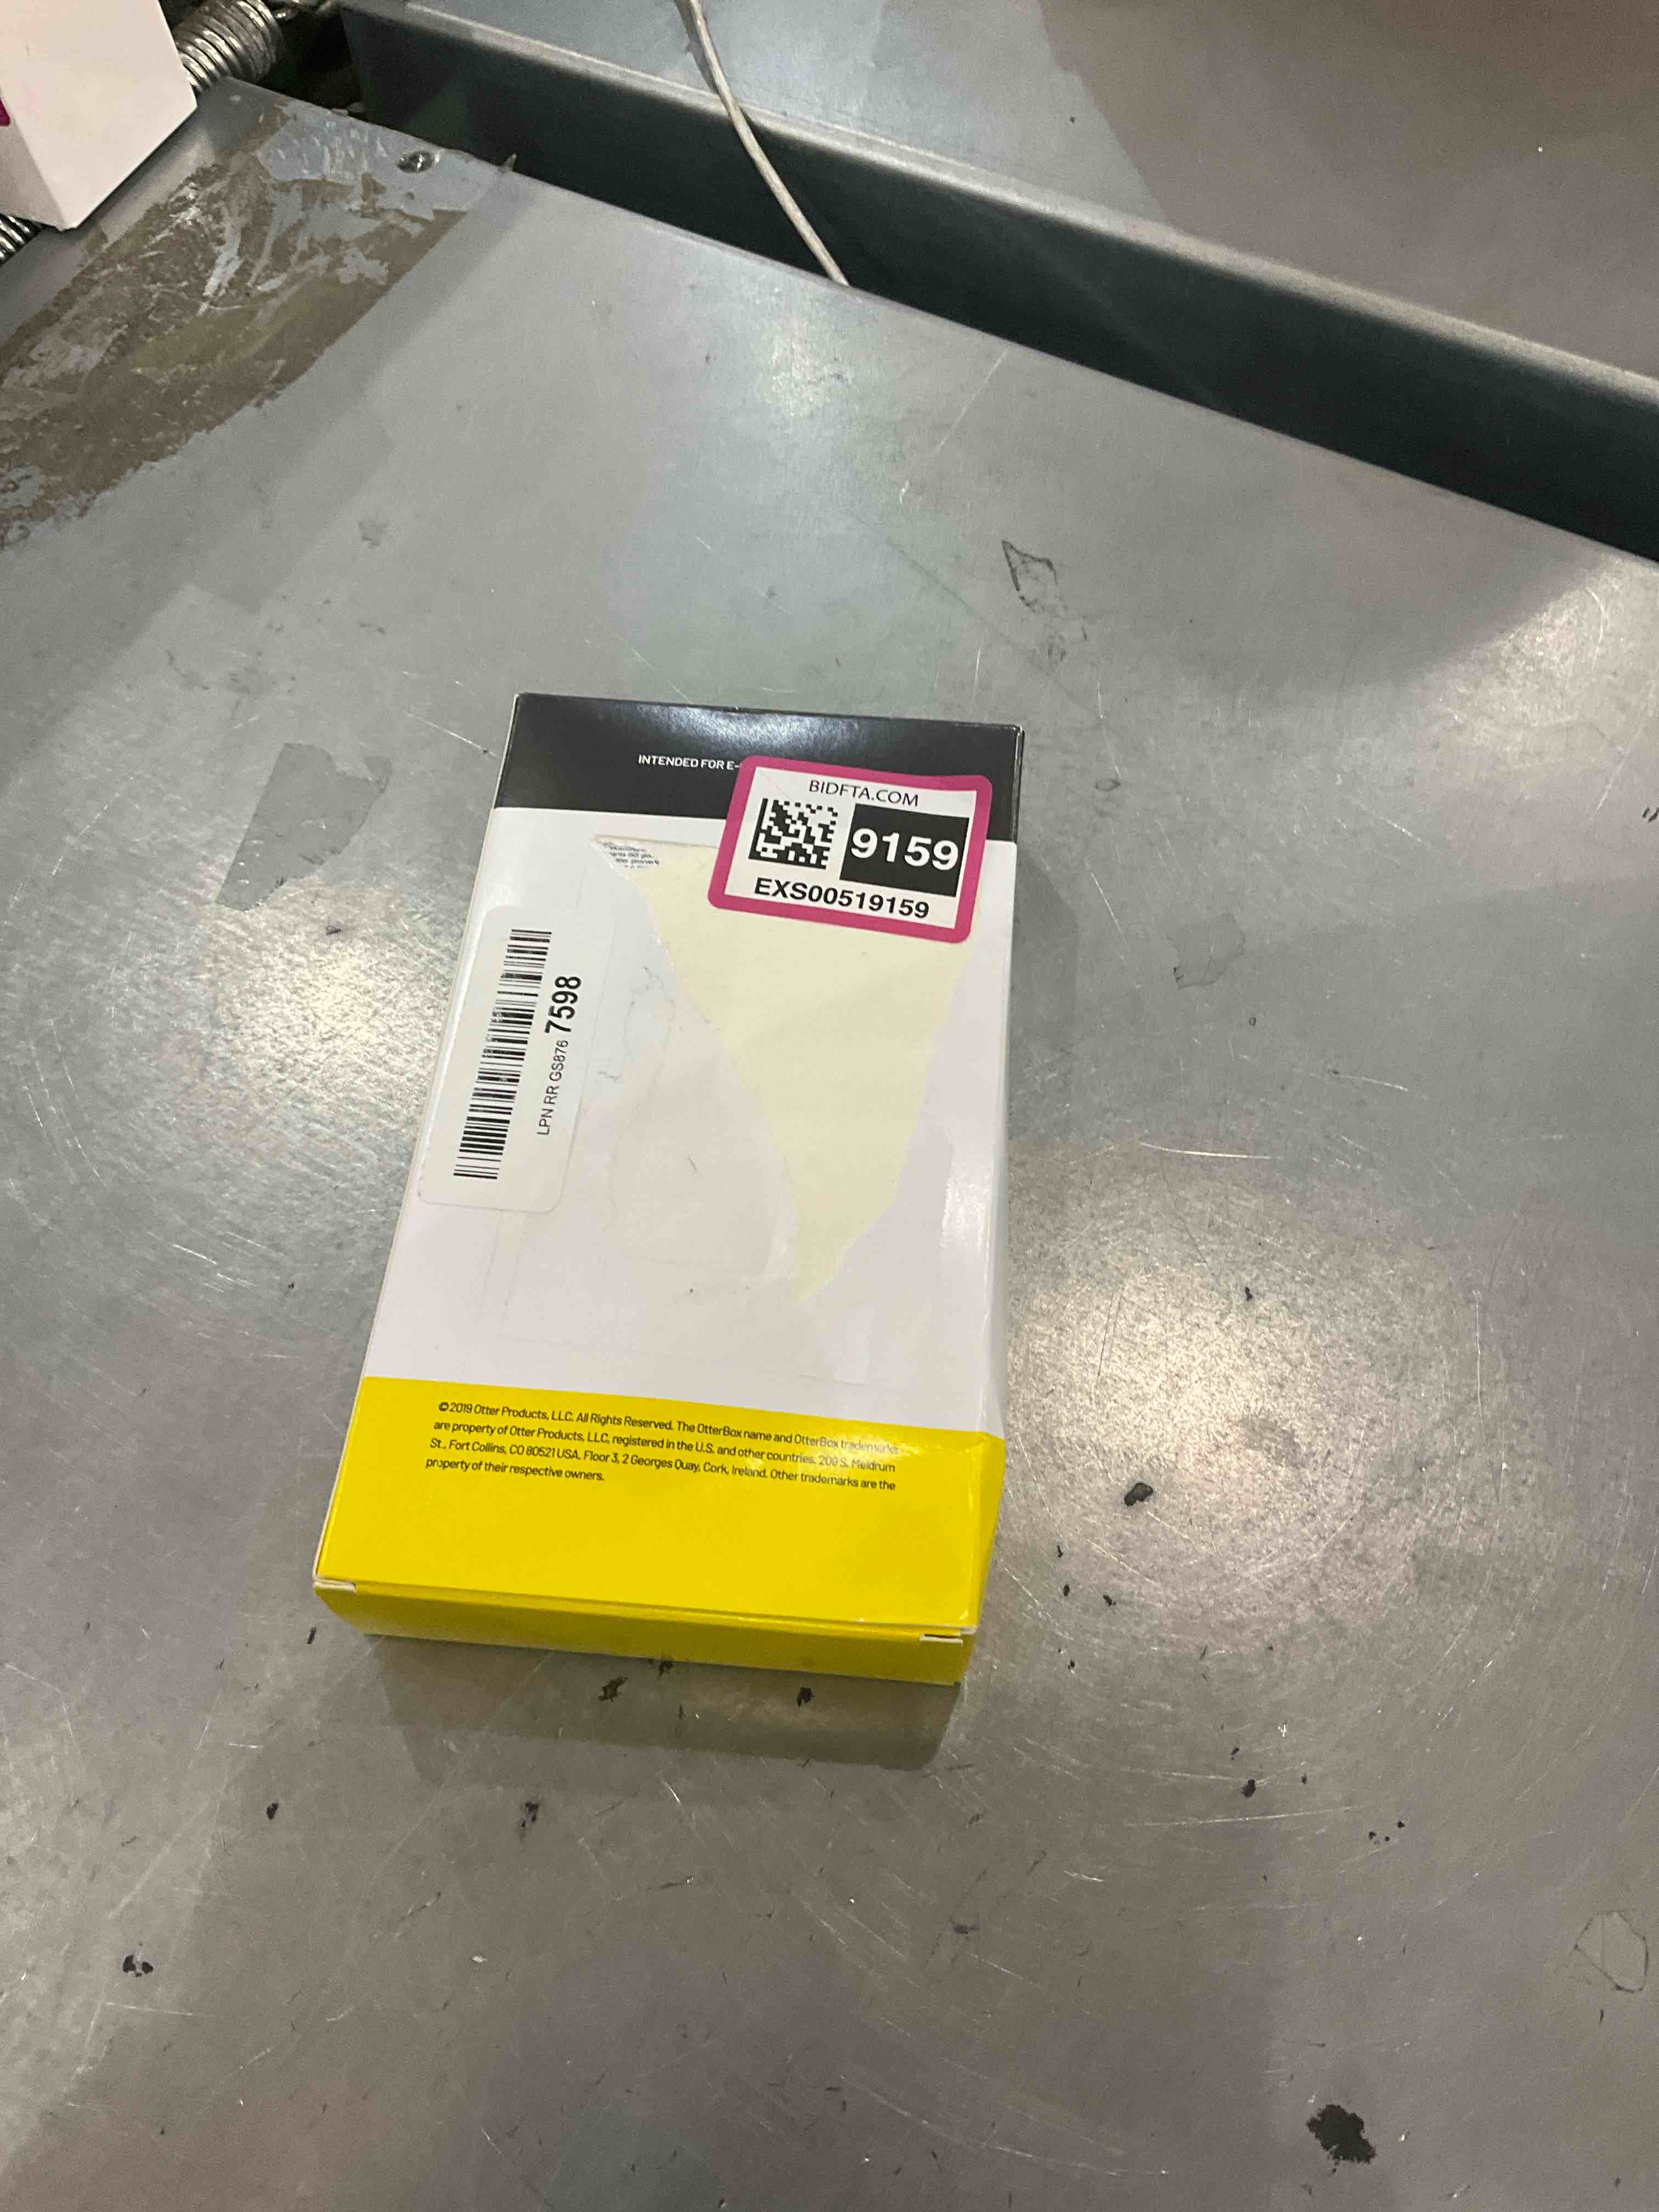 INTENDED FOR E-
BIDFTA.COM
9159
EXS00519159
LPN RR GS876 7598
©2019 Otter Products, LLC. All Rights Reserved. The OtterBox name and OtterBox trademarks
are property of Otter Products, LLC, registered in the U.S. and other countries. 209 S. Meldrum
St., Fort Collins, CO 80521 USA. Floor 3, 2 Georges Quay, Cork, Ireland. Other trademarks are the
property of their respective owners.